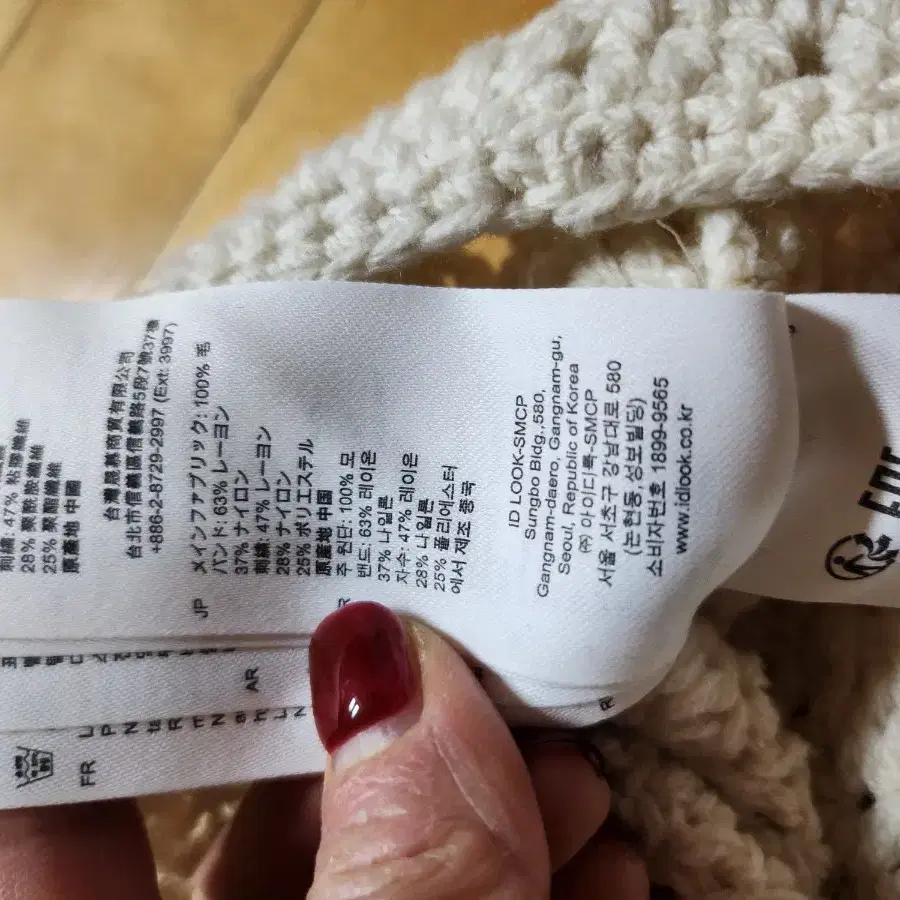 刺繡: 47% 粘膠纖維
28% 聚酰胺纖維
25% 聚酯纖維
原產地 中國
台灣晟慕商貿有限公司
台北市信義區信義路5段7號37樓
+886-2-8729-2997 (Ext: 3997)
JP
メインファブリック: 100% 毛
バンド: 63% レーヨン
37% ナイロン
刺繍: 47% レーヨン
28% ナイロン
25% ポリエステル
原産地 中国
주 원단: 100% 모
밴드: 63% 레이온
37% 나일론
자수: 47% 레이온
28% 나일론
25% 폴리에스터
에서 제조 중국
ID LOOK-SMCP
Sungbo Bldg.,580,
Gangnam-daero, Gangnam-gu,
Seoul, Republic of Korea
(주) 아이디룩-SMCP
서울 서초구 강남대로 580
(논현동 성보빌딩)
소비자번호 1899-9565
www.idlook.co.kr
AR
FR